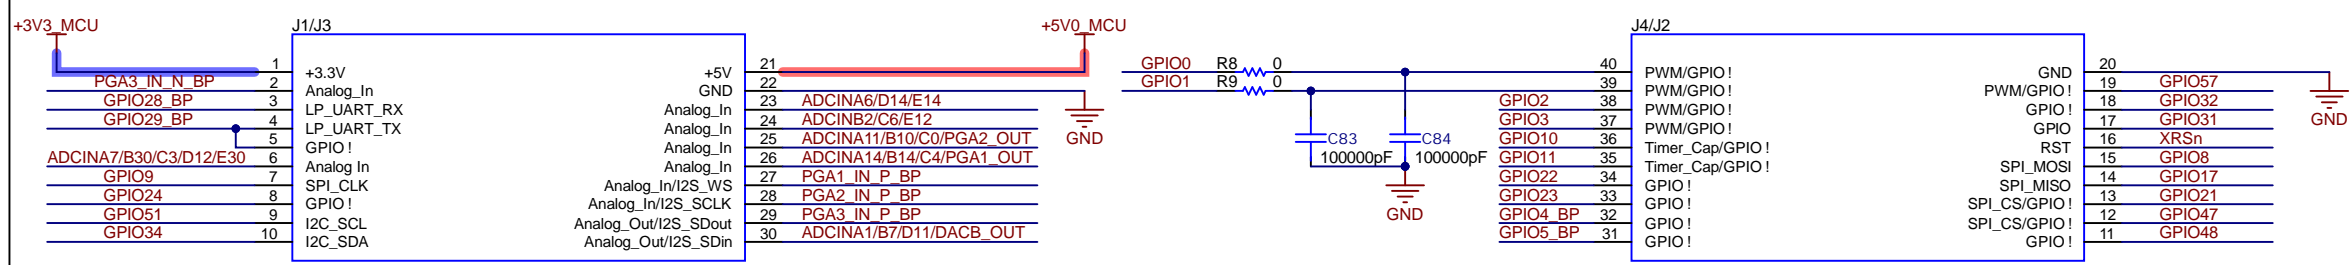 +3V3_MCU
J1/J3
1 +3.3V
PGA3_IN_N_BP 2 Analog_In
GPIO28_BP 3 LP_UART_RX
GPIO29_BP 4 LP_UART_TX
5 GPIO !
ADCINA7/B30/C3/D12/E30 6 Analog In
GPIO9 7 SPI_CLK
GPIO24 8 GPIO !
GPIO51 9 I2C_SCL
GPIO34 10 I2C_SDA
+5V0_MCU
+5V 21
GND 22
Analog_In 23 ADCINA6/D14/E14
Analog_In 24 ADCINB2/C6/E12
Analog_In 25 ADCINA11/B10/C0/PGA2_OUT
Analog_In 26 ADCINA14/B14/C4/PGA1_OUT
Analog_In/I2S_WS 27 PGA1_IN_P_BP
Analog_In/I2S_SCLK 28 PGA2_IN_P_BP
Analog_Out/I2S_SDout 29 PGA3_IN_P_BP
Analog_Out/I2S_SDin 30 ADCINA1/B7/D11/DACB_OUT
GND
GPIO0 R8 0
GPIO1 R9 0
C83
100000pF
C84
100000pF
GND
J4/J2
40 PWM/GPIO !
39 PWM/GPIO !
GPIO2 38 PWM/GPIO !
GPIO3 37 PWM/GPIO !
GPIO10 36 Timer_Cap/GPIO !
GPIO11 35 Timer_Cap/GPIO !
GPIO22 34 GPIO !
GPIO23 33 GPIO !
GPIO4_BP 32 GPIO !
GPIO5_BP 31 GPIO !
GND 20
PWM/GPIO ! 19 GPIO57
GPIO ! 18 GPIO32
GPIO 17 GPIO31
RST 16 XRSn
SPI_MOSI 15 GPIO8
SPI_MISO 14 GPIO17
SPI_CS/GPIO ! 13 GPIO21
SPI_CS/GPIO ! 12 GPIO47
GPIO ! 11 GPIO48
GND